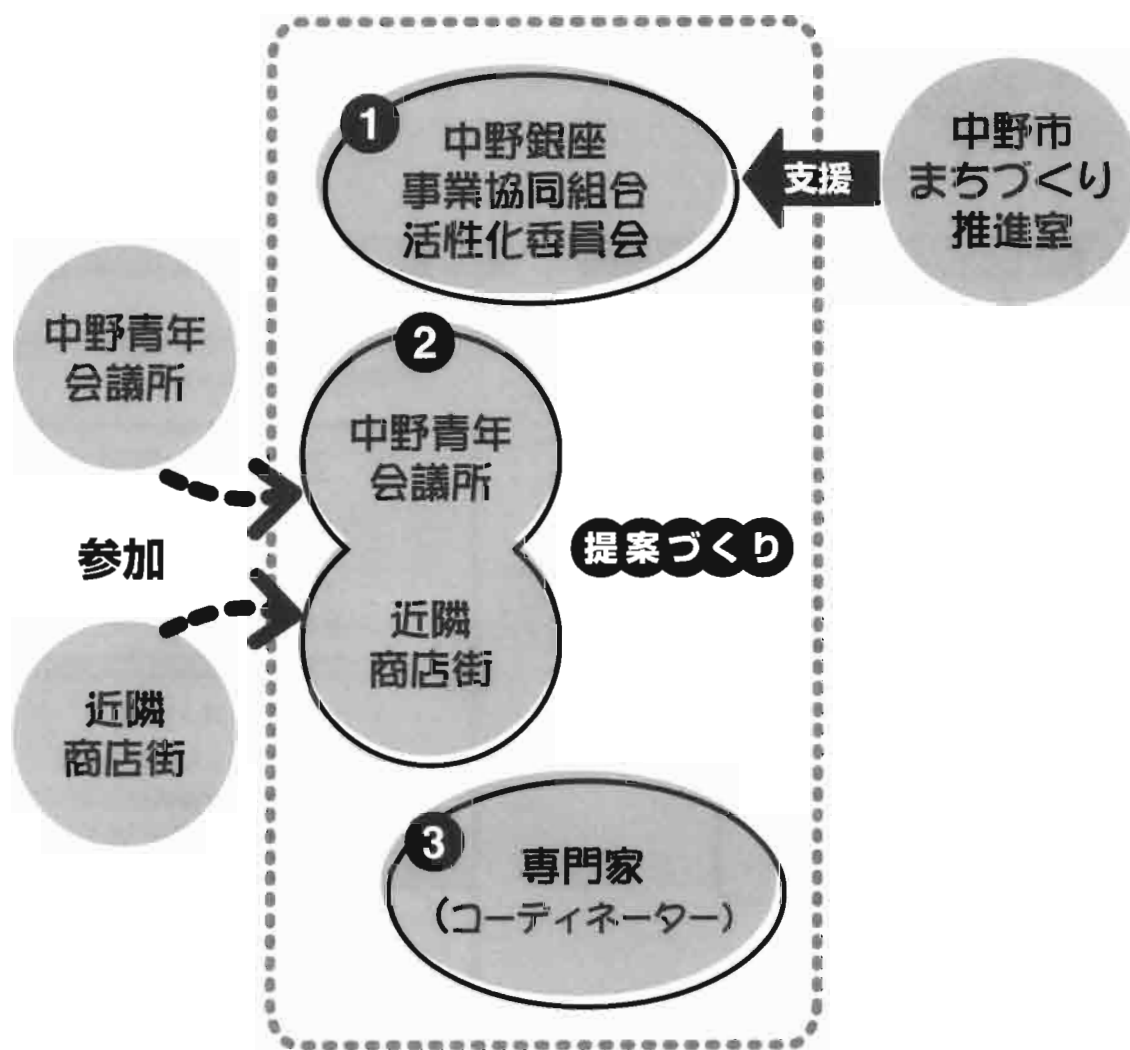 1
中野銀座
事業協同組合
活性化委員会
支援
中野市
まちづくり
推進室
中野青年
会議所
参加
近隣
商店街
2
中野青年
会議所
近隣
商店街
提案づくり
3
専門家
(コーディネーター)